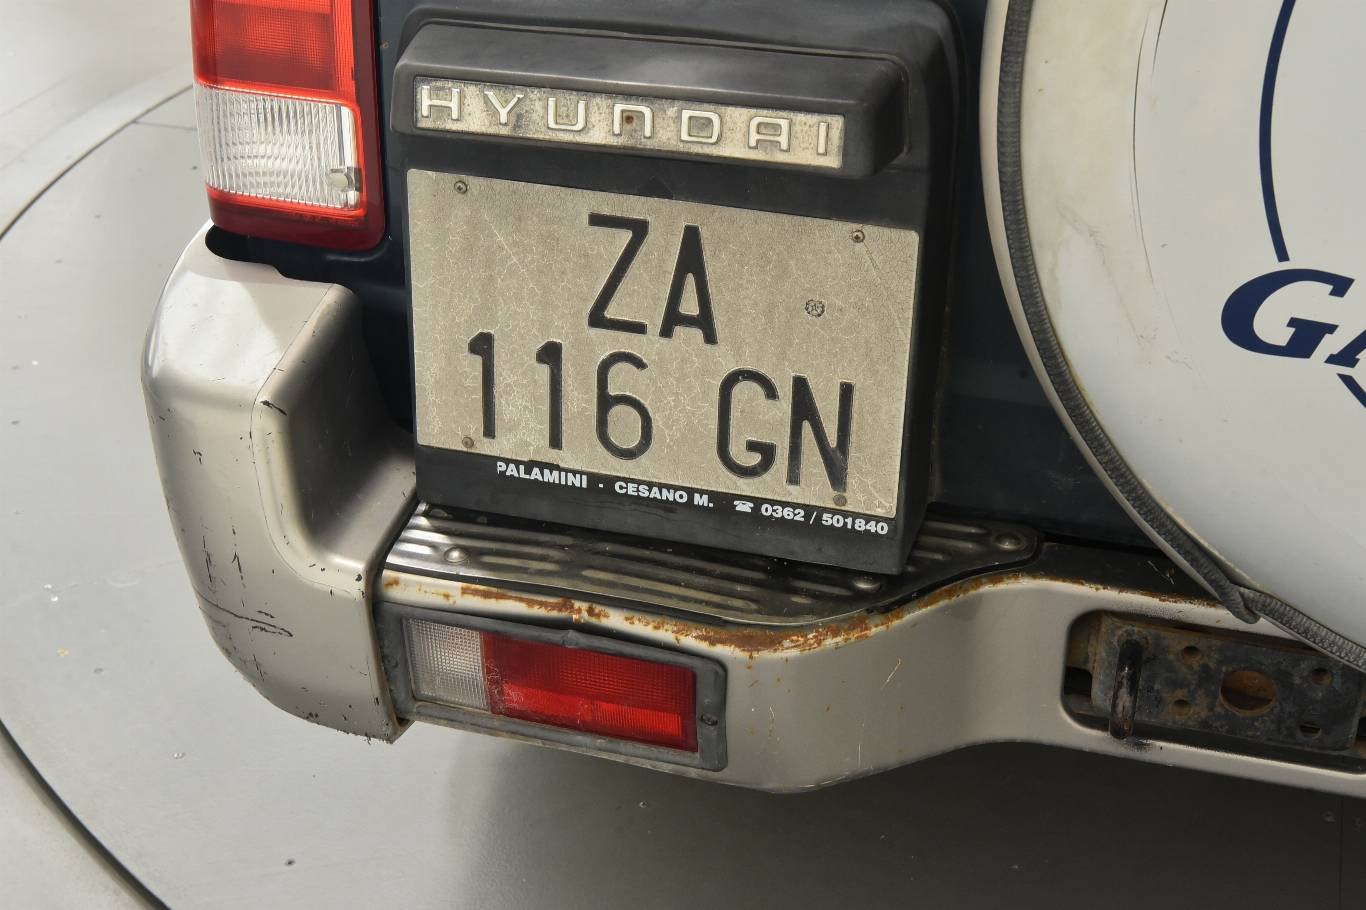 HYUNDAI
ZA
116 GN
PALAMINI · CESANO M. ☎ 0362 / 501840